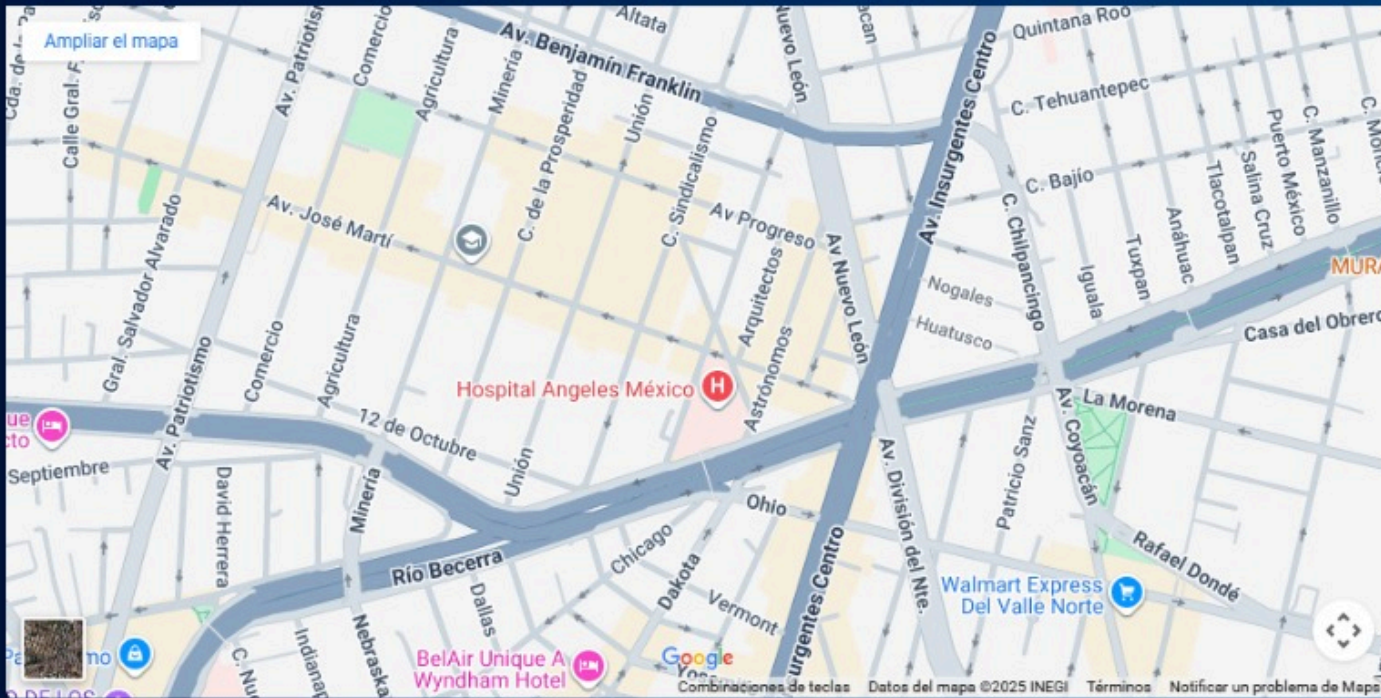 Ampliar el mapa
Altata
Nuevo León
Quintana Roo
Av. Patriotismo
Comercio
Agricultura
Minería
Av. Benjamín Franklin
C. Tehuantepec
Calle Gral.
C. de la Prosperidad
Unión
C. Sindicalismo
Puerto México
C. Manzanillo
Salina Cruz
Tlacotalpan
C. Bajío
Av. Insurgentes Centro
Av. José Martí
Av Progreso
Av Nuevo León
C. Chilpancingo
Anáhuac
Tuxpan
Iguala
Gral. Salvador Alvarado
Arquitectos
Astrónomos
Nogales
Huatusco
MURA
Casa del Obrero
Comercio
Agricultura
Av. Patriotismo
Hospital Angeles México
H
La Morena
12 de Octubre
Septiembre
David Herrera
Minería
Unión
Ohio
Av. División del Nte.
Patricio Sanz
Av. Coyoacán
Río Becerra
Chicago
Dakota
Dallas
Vermont
Insurgentes Centro
Rafael Dondé
Walmart Express
Del Valle Norte
Nebraska
BelAir Unique A
Wyndham Hotel
Google
Combinaciones de teclas Datos del mapa ©2025 INEGI Términos Notificar un problema de Maps